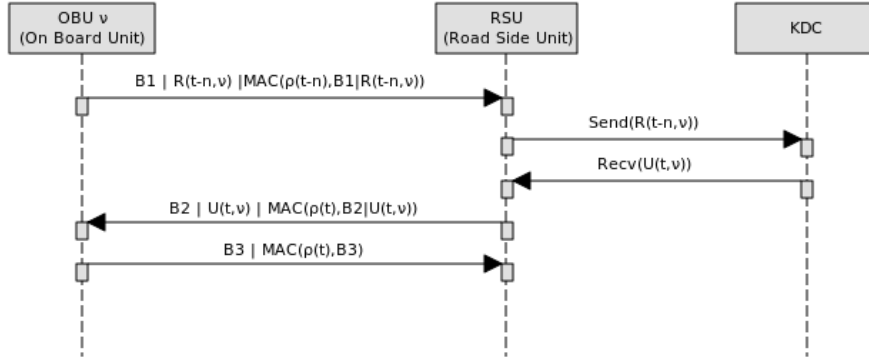 OBU ν
(On Board Unit)
RSU
(Road Side Unit)
KDC
B1 | R(t-n,ν) |MAC(ρ(t-n),B1|R(t-n,ν))
Send(R(t-n,ν))
Recv(U(t,ν))
B2 | U(t,ν) | MAC(ρ(t),B2|U(t,ν))
B3 | MAC(ρ(t),B3)